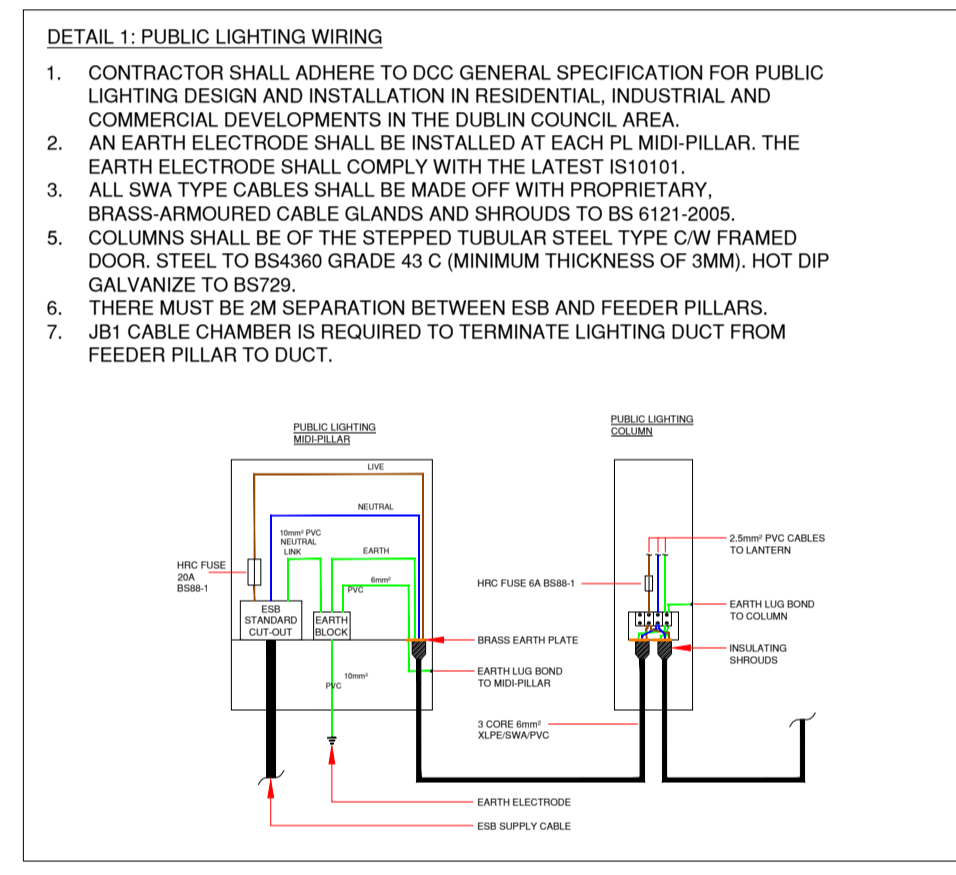 DETAIL 1: PUBLIC LIGHTING WIRING
1. CONTRACTOR SHALL ADHERE TO DCC GENERAL SPECIFICATION FOR PUBLIC
LIGHTING DESIGN AND INSTALLATION IN RESIDENTIAL, INDUSTRIAL AND
COMMERCIAL DEVELOPMENTS IN THE DUBLIN COUNCIL AREA.
2. AN EARTH ELECTRODE SHALL BE INSTALLED AT EACH PL MIDI-PILLAR. THE
EARTH ELECTRODE SHALL COMPLY WITH THE LATEST IS10101.
3. ALL SWA TYPE CABLES SHALL BE MADE OFF WITH PROPRIETARY,
BRASS-ARMOURED CABLE GLANDS AND SHROUDS TO BS 6121-2005.
5. COLUMNS SHALL BE OF THE STEPPED TUBULAR STEEL TYPE C/W FRAMED
DOOR. STEEL TO BS4360 GRADE 43 C (MINIMUM THICKNESS OF 3MM). HOT DIP
GALVANIZE TO BS729.
6. THERE MUST BE 2M SEPARATION BETWEEN ESB AND FEEDER PILLARS.
7. JB1 CABLE CHAMBER IS REQUIRED TO TERMINATE LIGHTING DUCT FROM
FEEDER PILLAR TO DUCT.
PUBLIC LIGHTING
MIDI-PILLAR
LIVE
NEUTRAL
10mm² PVC
NEUTRAL
LINK
EARTH
6mm²
PVC
HRC FUSE
20A
BS88-1
ESB
STANDARD
CUT-OUT
EARTH
BLOCK
10mm²
PVC
PUBLIC LIGHTING
COLUMN
2.5mm² PVC CABLES
TO LANTERN
HRC FUSE 6A BS88-1
EARTH LUG BOND
TO COLUMN
BRASS EARTH PLATE
INSULATING
SHROUDS
EARTH LUG BOND
TO MIDI-PILLAR
3 CORE 6mm²
XLPE/SWA/PVC
EARTH ELECTRODE
ESB SUPPLY CABLE